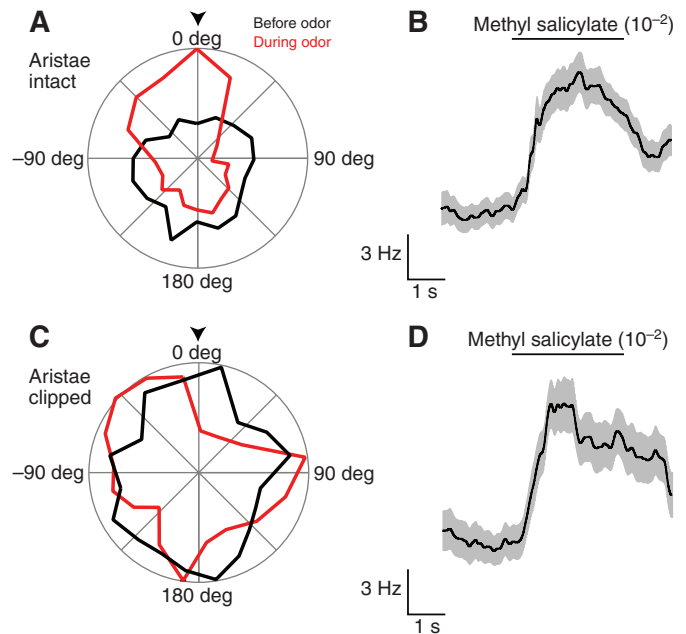 A
Aristae
intact
Before odor
During odor
0 deg
–90 deg
90 deg
180 deg
B
Methyl salicylate (10⁻²)
3 Hz
1 s
C
Aristae
clipped
0 deg
–90 deg
90 deg
180 deg
D
Methyl salicylate (10⁻²)
3 Hz
1 s